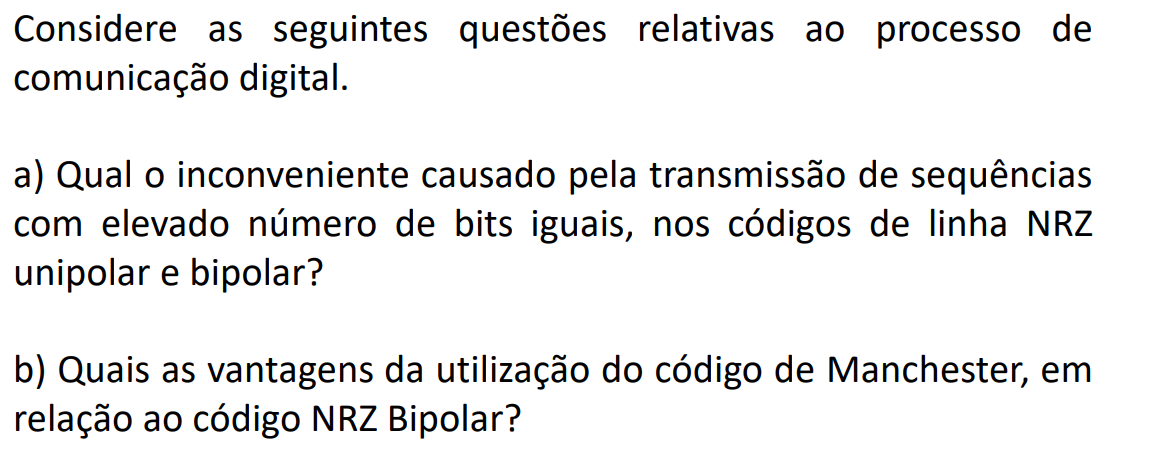 Considere as seguintes questões relativas ao processo de
comunicação digital.
a) Qual o inconveniente causado pela transmissão de sequências
com elevado número de bits iguais, nos códigos de linha NRZ
unipolar e bipolar?
b) Quais as vantagens da utilização do código de Manchester, em
relação ao código NRZ Bipolar?